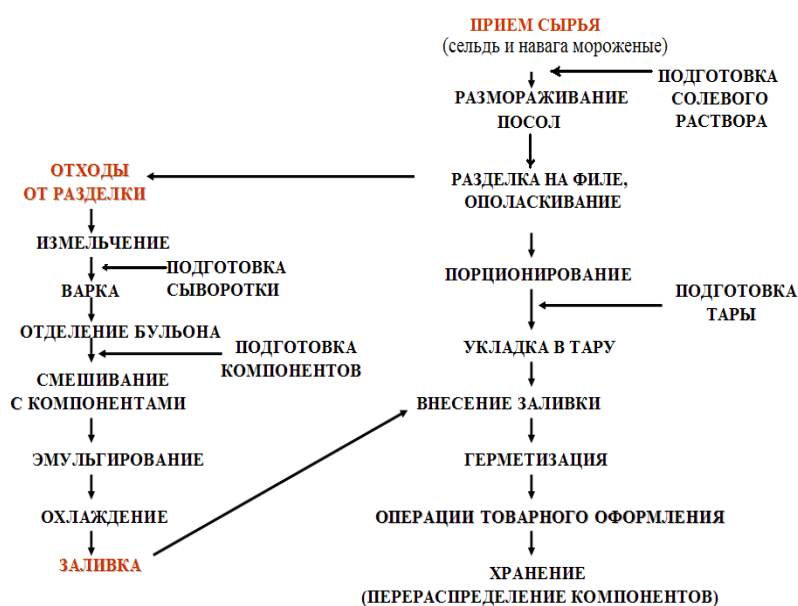 ПРИЕМ СЫРЬЯ
(сельдь и навага мороженые)
ПОДГОТОВКА
СОЛЕВОГО
РАСТВОРА
РАЗМОРАЖИВАНИЕ
ПОСОЛ
РАЗДЕЛКА НА ФИЛЕ,
ОПОЛАСКИВАНИЕ
ПОРЦИОНИРОВАНИЕ
ПОДГОТОВКА
ТАРЫ
УКЛАДКА В ТАРУ
ВНЕСЕНИЕ ЗАЛИВКИ
ГЕРМЕТИЗАЦИЯ
ОПЕРАЦИИ ТОВАРНОГО ОФОРМЛЕНИЯ
ХРАНЕНИЕ
(ПЕРЕРАСПРЕДЕЛЕНИЕ КОМПОНЕНТОВ)
ОТХОДЫ
ОТ РАЗДЕЛКИ
ИЗМЕЛЬЧЕНИЕ
ПОДГОТОВКА
СЫВОРОТКИ
ВАРКА
ОТДЕЛЕНИЕ БУЛЬОНА
ПОДГОТОВКА
КОМПОНЕНТОВ
СМЕШИВАНИЕ
С КОМПОНЕНТАМИ
ЭМУЛЬГИРОВАНИЕ
ОХЛАЖДЕНИЕ
ЗАЛИВКА